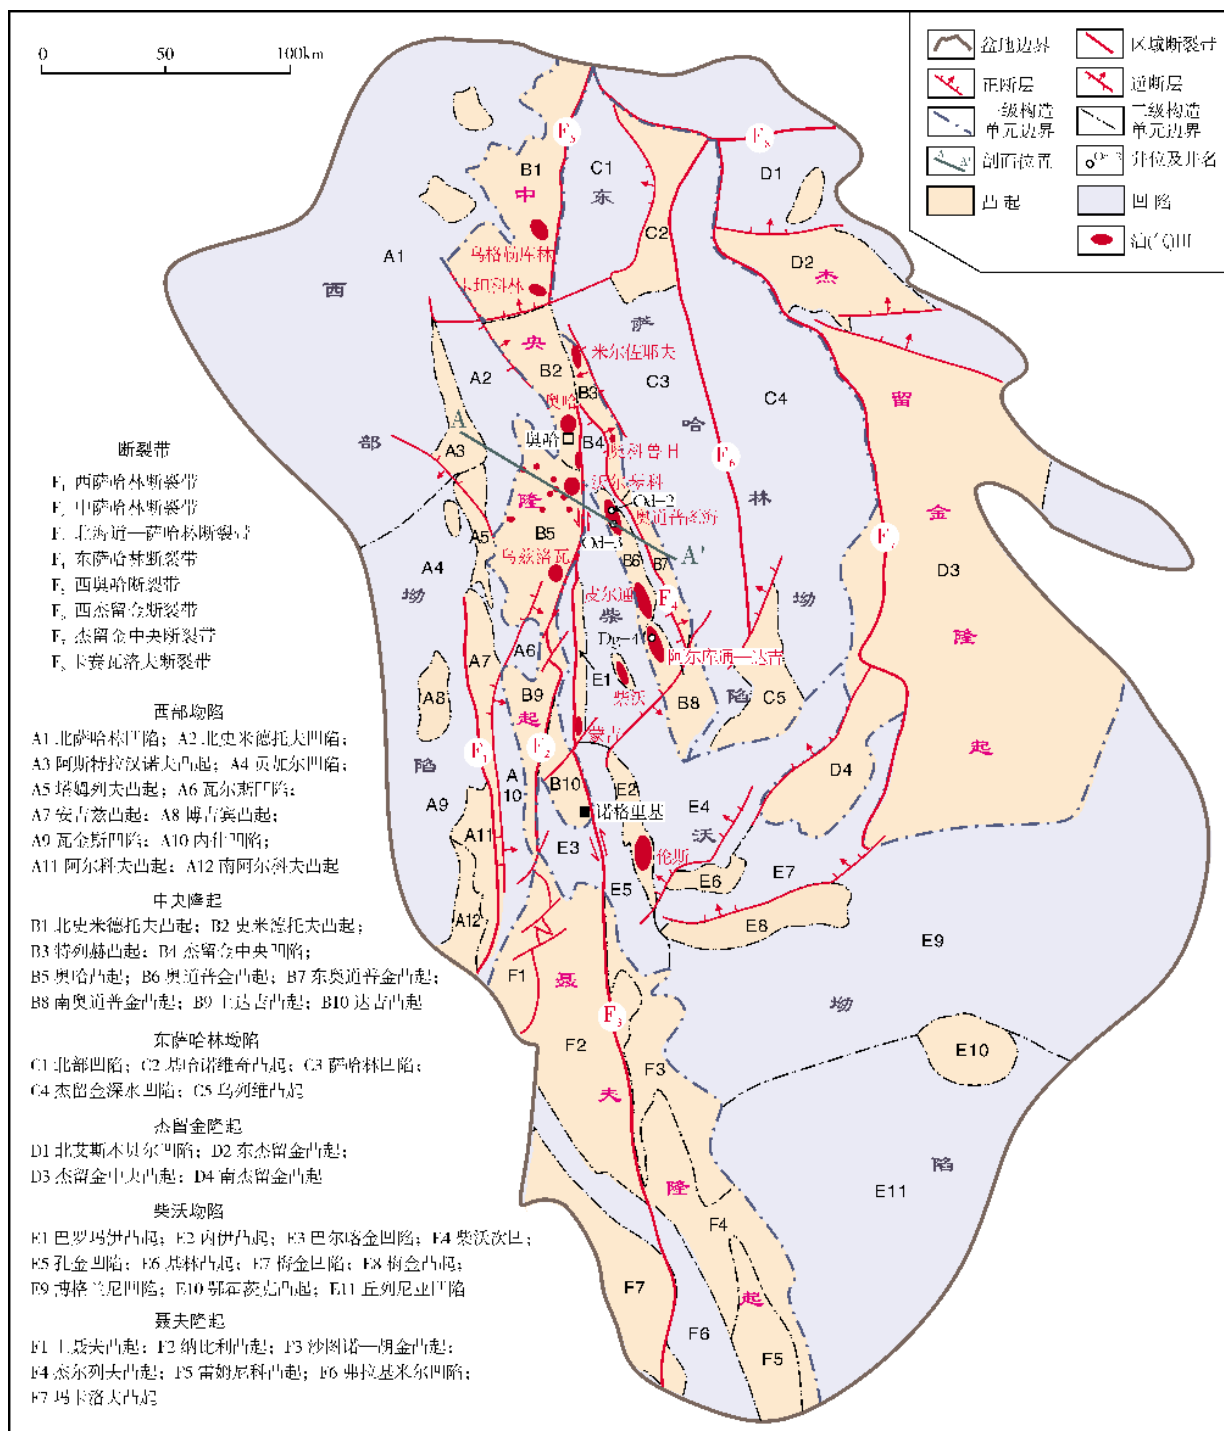 0 50 100km
盆地边界
区域断裂带
正断层
逆断层
一级构造
单元边界
二级构造
单元边界
A A' 剖面位置
井位及井名
凸起
凹陷
油(气)田
F5
F8
B1
C1
D1
中
东
C2
A1
乌格勒库林
D2
杰
西
卡坦科林
萨
央
米尔佐耶夫
留
A2
B2
B3
C3
C4
奥哈
哈
A
奥哈
B4
部
A3
F6
沃尔泰科
林
隆
Od-2
奥道普图海
金
B5
Od-3
F7
A5
A4
乌兹洛瓦
B6
B7
A'
D3
坳
皮尔通
F4
柴
坳
隆
Dg-4
A6
阿尔库通—达吉
A7
E1
A8
B9
柴沃
B8
陷
C5
起
蒙古
起
F1
F2
陷
D4
A10
B10
E2
A9
诺格里基
E4
沃
A11
E3
伦斯
E7
E5
E6
A12
E8
E9
聂
F1
坳
F3
F2
E10
F3
夫
陷
隆
E11
F4
F7
起
F6
F5
断裂带
F1 西萨哈林断裂带
F2 中萨哈林断裂带
F3 北海道—萨哈林断裂带
F4 东萨哈林断裂带
F5 西奥哈断裂带
F6 西杰留金断裂带
F7 杰留金中央断裂带
F8 卡赛瓦洛夫断裂带
西部坳陷
A1 北萨哈林凹陷；A2 北史米德托夫凹陷；
A3 阿斯特拉汉诺夫凸起；A4 贝加尔凹陷；
A5 塔姆列夫凸起；A6 瓦尔斯凹陷；
A7 安古兹凸起；A8 博吉宾凸起；
A9 瓦金斯凹陷；A10 内什凹陷；
A11 阿尔科夫凸起；A12 南阿尔科夫凸起
中央隆起
B1 北史米德托夫凸起；B2 史米德托夫凸起；
B3 特列赫凸起；B4 杰留金中央凹陷；
B5 奥哈凸起；B6 奥道普金凸起；B7 东奥道普金凸起；
B8 南奥道普金凸起；B9 上达吉凸起；B10 达吉凸起
东萨哈林坳陷
C1 北部凹陷；C2 塔哈诺维奇凸起；C3 萨哈林凹陷；
C4 杰留金深水凹陷；C5 乌列维凸起
杰留金隆起
D1 北艾斯木贝尔凹陷；D2 东杰留金凸起；
D3 杰留金中央凸起；D4 南杰留金凸起
柴沃坳陷
E1 巴罗玛伊凸起；E2 内伊凸起；E3 巴尔喀金凹陷；E4 柴沃次凹；
E5 孔金凹陷；E6 基林凸起；E7 梅金凹陷；E8 梅金凸起；
E9 博格兰尼凹陷；E10 鄂霍茨克凸起；E11 丘列尼亚凹陷
聂夫隆起
F1 上聂夫凸起；F2 纳比利凸起；F3 沙图诺—胡金凸起；
F4 杰尔列夫凸起；F5 雷姆尼科凸起；F6 弗拉基米尔凹陷；
F7 玛卡洛夫凸起